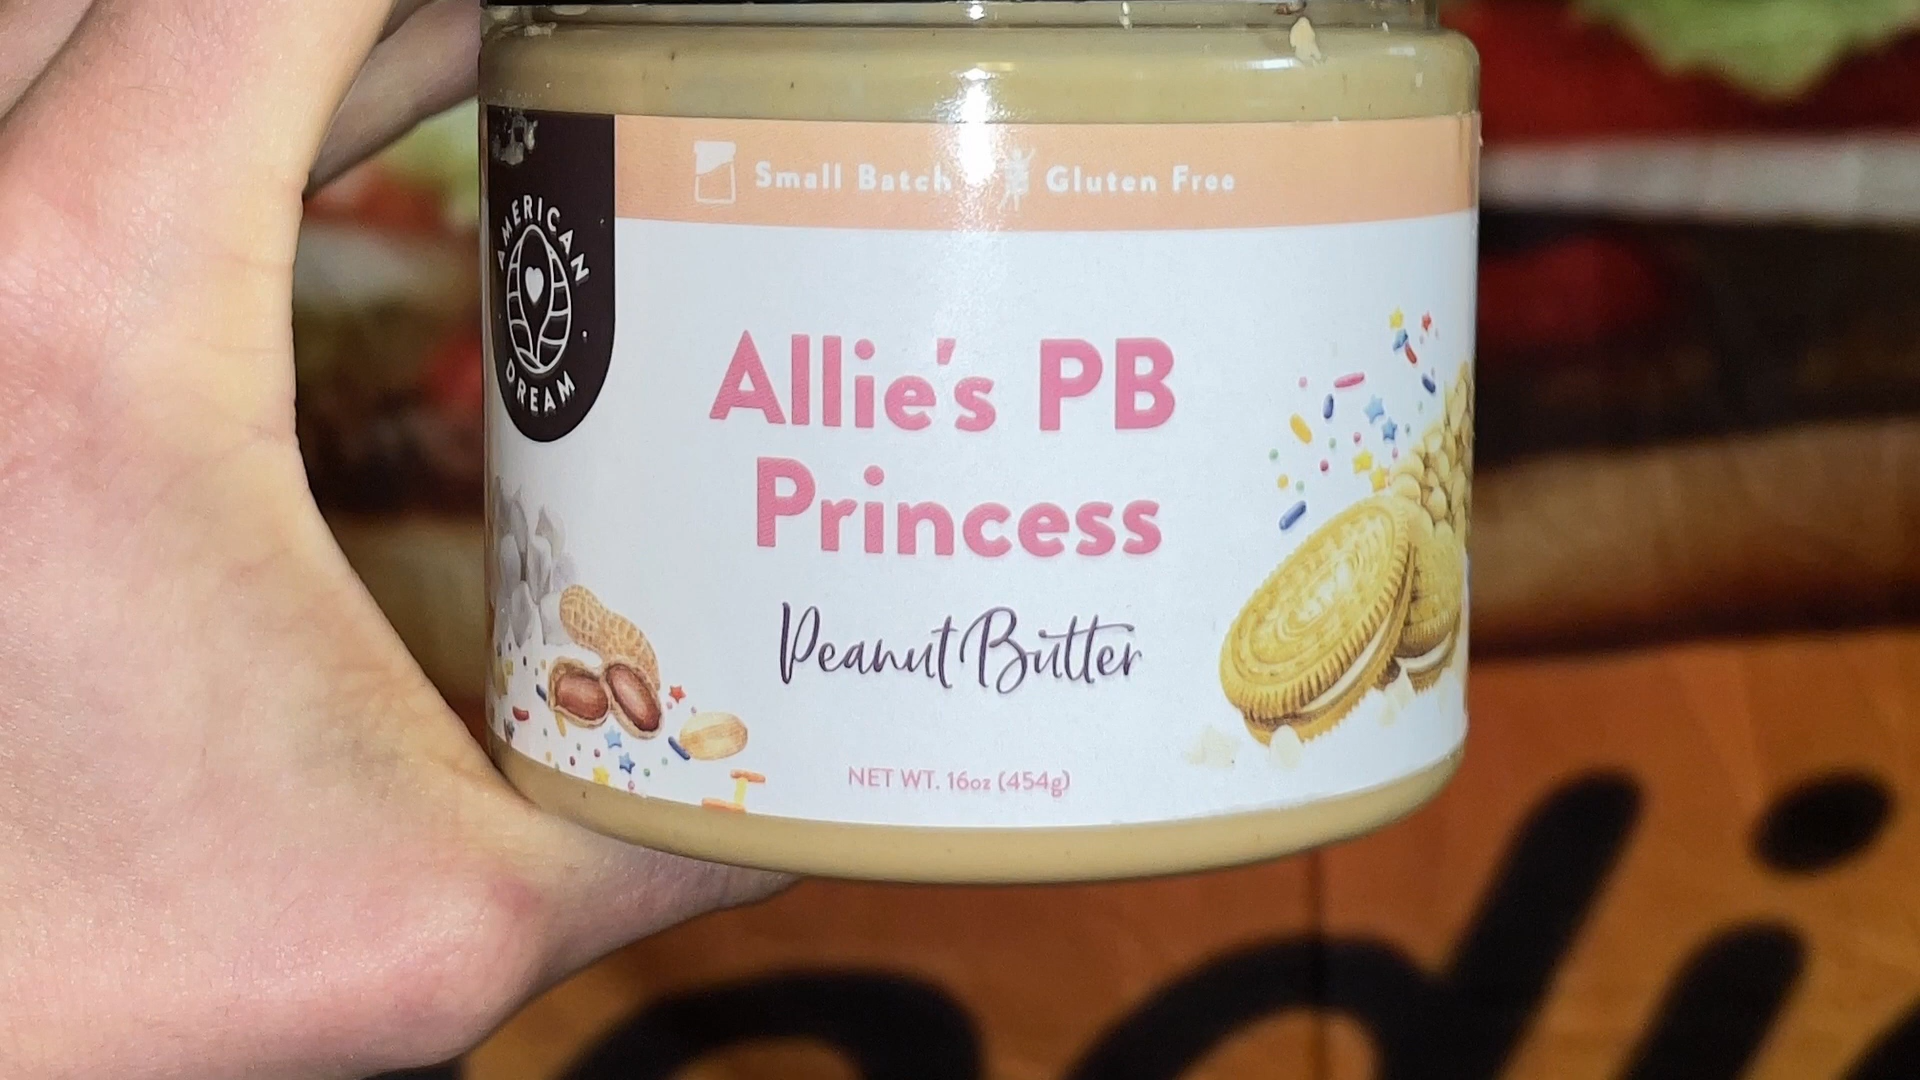 Small Batch Gluten Free
AMERICAN
DREAM
Allie's PB
Princess
Peanut Butter
NET WT. 16oz (454g)